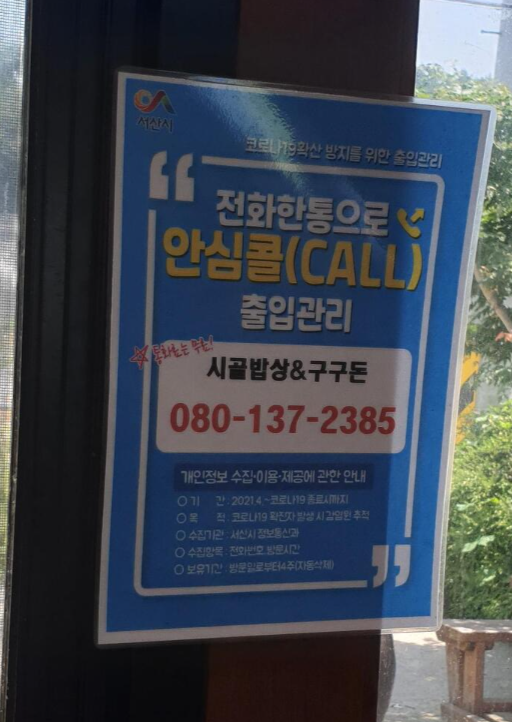 서산시
코로나19확산 방지를 위한 출입관리
전화한통으로
안심콜(CALL)
출입관리
통화료는 무료!
시골밥상&구구돈
080-137-2385
개인정보 수집·이용·제공에 관한 안내
○ 기 간 : 2021.4.~코로나19 종료시까지
○ 목 적 : 코로나19 확진자 발생 시 감염원 추적
○ 수집기관 : 서산시 정보통신과
○ 수집항목 : 전화번호, 방문시간
○ 보유기간 : 방문일로부터4주(자동삭제)